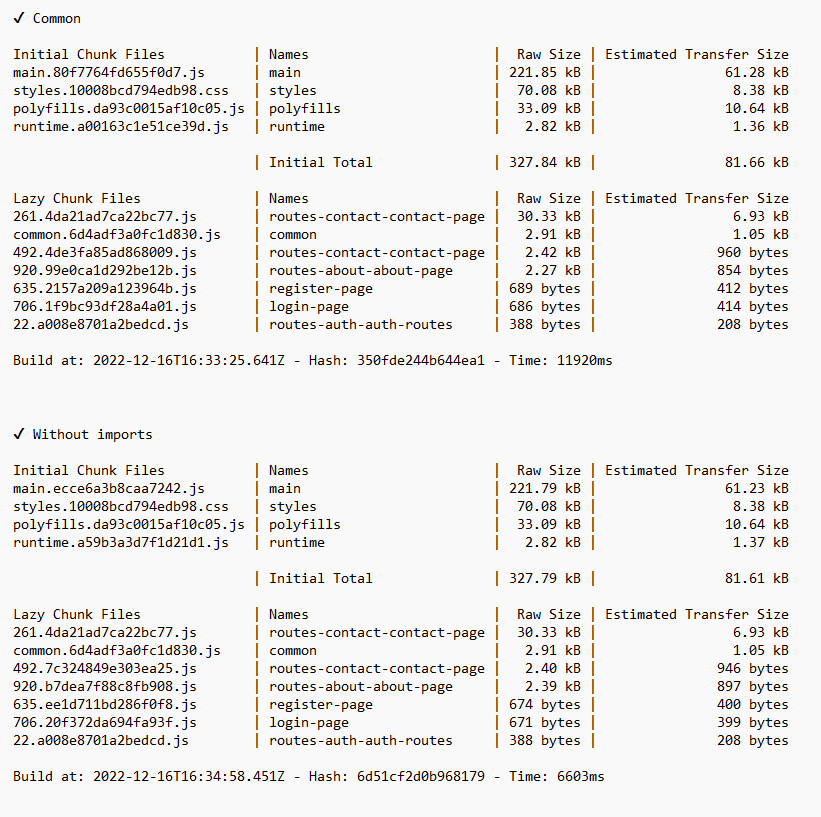 ✓ Common
Initial Chunk Files | Names | Raw Size | Estimated Transfer Size
main.80f7764fd655f0d7.js | main | 221.85 kB | 61.28 kB
styles.10008bcd794edb98.css | styles | 70.08 kB | 8.38 kB
polyfills.da93c0015af10c05.js | polyfills | 33.09 kB | 10.64 kB
runtime.a00163c1e51ce39d.js | runtime | 2.82 kB | 1.36 kB
| Initial Total | 327.84 kB | 81.66 kB
Lazy Chunk Files | Names | Raw Size | Estimated Transfer Size
261.4da21ad7ca22bc77.js | routes-contact-contact-page | 30.33 kB | 6.93 kB
common.6d4adf3a0fc1d830.js | common | 2.91 kB | 1.05 kB
492.4de3fa85ad868009.js | routes-contact-contact-page | 2.42 kB | 960 bytes
920.99e0ca1d292be12b.js | routes-about-about-page | 2.27 kB | 854 bytes
635.2157a209a123964b.js | register-page | 689 bytes | 412 bytes
706.1f9bc93df28a4a01.js | login-page | 686 bytes | 414 bytes
22.a008e8701a2bedcd.js | routes-auth-auth-routes | 388 bytes | 208 bytes
Build at: 2022-12-16T16:33:25.641Z - Hash: 350fde244b644ea1 - Time: 11920ms
✓ Without imports
Initial Chunk Files | Names | Raw Size | Estimated Transfer Size
main.ecce6a3b8caa7242.js | main | 221.79 kB | 61.23 kB
styles.10008bcd794edb98.css | styles | 70.08 kB | 8.38 kB
polyfills.da93c0015af10c05.js | polyfills | 33.09 kB | 10.64 kB
runtime.a59b3a3d7f1d21d1.js | runtime | 2.82 kB | 1.37 kB
| Initial Total | 327.79 kB | 81.61 kB
Lazy Chunk Files | Names | Raw Size | Estimated Transfer Size
261.4da21ad7ca22bc77.js | routes-contact-contact-page | 30.33 kB | 6.93 kB
common.6d4adf3a0fc1d830.js | common | 2.91 kB | 1.05 kB
492.7c324849e303ea25.js | routes-contact-contact-page | 2.40 kB | 946 bytes
920.b7dea7f88c8fb908.js | routes-about-about-page | 2.39 kB | 897 bytes
635.ee1d711bd286f0f8.js | register-page | 674 bytes | 400 bytes
706.20f372da694fa93f.js | login-page | 671 bytes | 399 bytes
22.a008e8701a2bedcd.js | routes-auth-auth-routes | 388 bytes | 208 bytes
Build at: 2022-12-16T16:34:58.451Z - Hash: 6d51cf2d0b968179 - Time: 6603ms